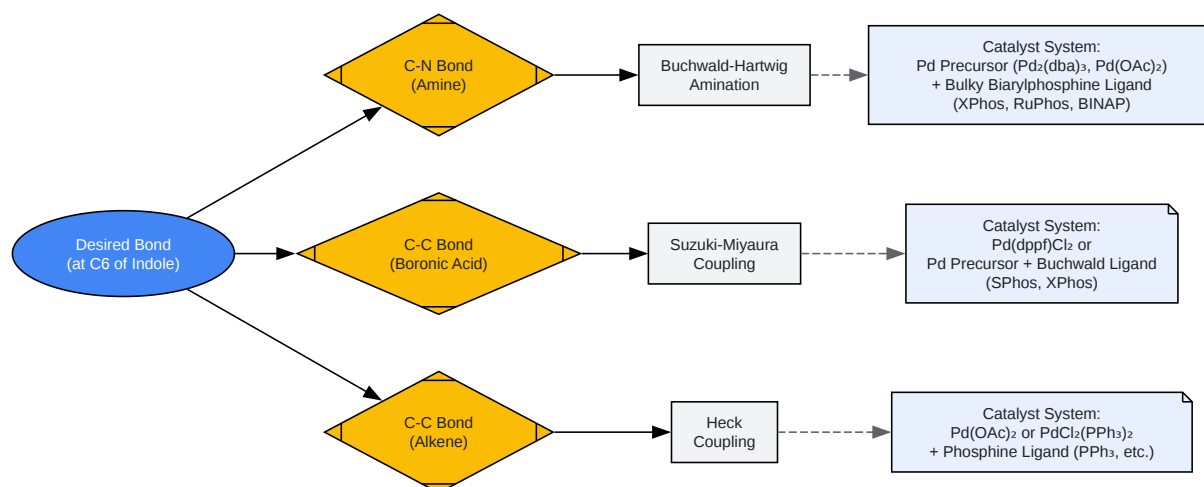 C-N Bond
(Amine)
Buchwald-Hartwig
Amination
Catalyst System:
Pd Precursor (Pd₂(dba)₃, Pd(OAc)₂)
+ Bulky Biarylphosphine Ligand
(XPhos, RuPhos, BINAP)
Desired Bond
(at C6 of Indole)
C-C Bond
(Boronic Acid)
Suzuki-Miyaura
Coupling
Catalyst System:
Pd(dppf)Cl₂ or
Pd Precursor + Buchwald Ligand
(SPhos, XPhos)
C-C Bond
(Alkene)
Heck
Coupling
Catalyst System:
Pd(OAc)₂ or PdCl₂(PPh₃)₂
+ Phosphine Ligand (PPh₃, etc.)